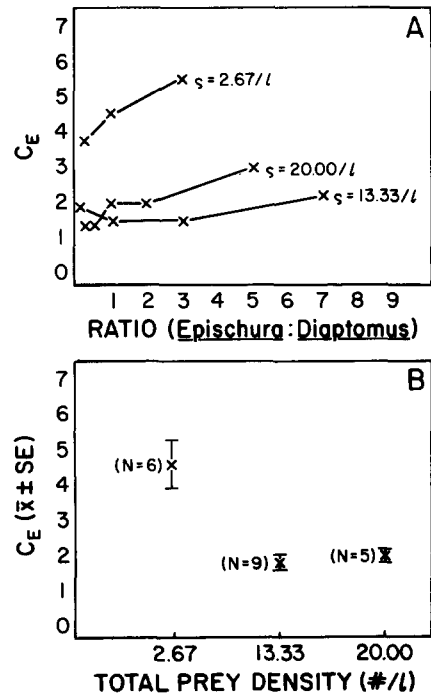 A
7
6
5
4
3
2
1
0
C_E
ς = 2.67/l
ς = 20.00/l
ς = 13.33/l
1 2 3 4 5 6 7 8 9
RATIO (Epischura : Diaptomus)
B
7
6
5
4
3
2
1
0
C_E (x̄ ± SE)
(N=6)
(N=9)
(N=5)
2.67 13.33 20.00
TOTAL PREY DENSITY (#/l)